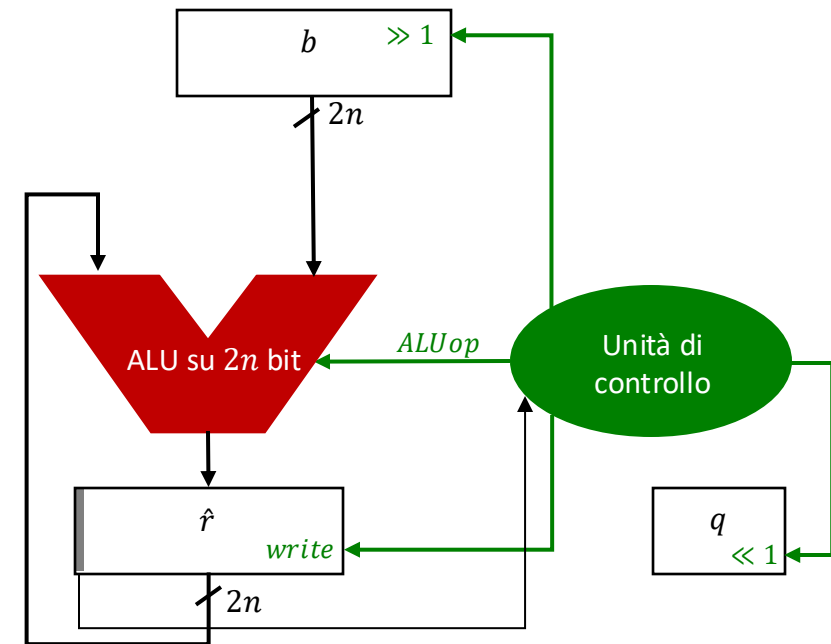 b
≫ 1
2n
ALU su 2n bit
ALUop
Unità di
controllo
r̂
write
q
≪ 1
2n